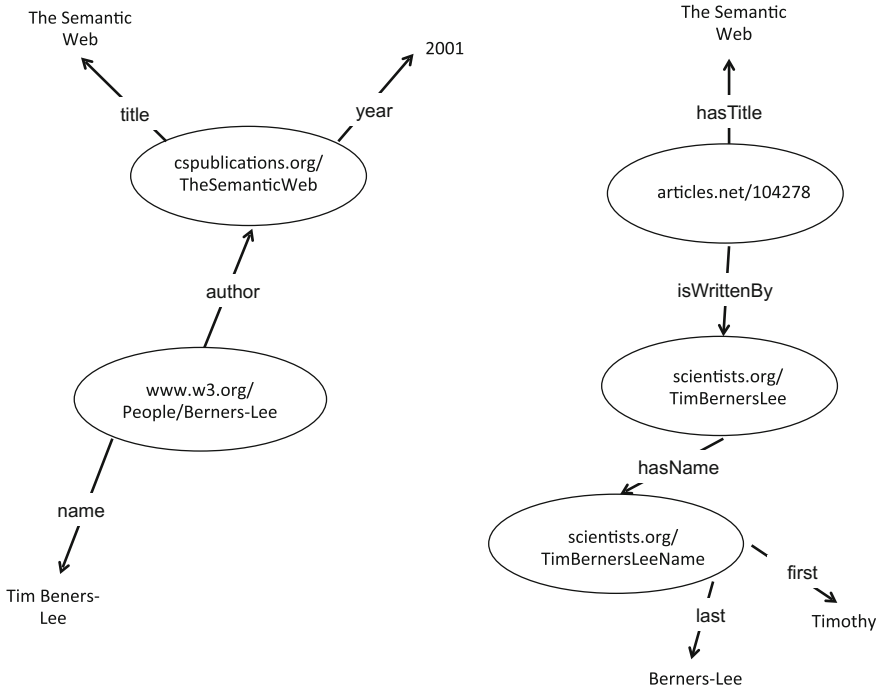 The Semantic
Web
2001
title
year
cspublications.org/
TheSemanticWeb
author
www.w3.org/
People/Berners-Lee
name
Tim Beners-
Lee
The Semantic
Web
hasTitle
articles.net/104278
isWrittenBy
scientists.org/
TimBernersLee
hasName
scientists.org/
TimBernersLeeName
first
Timothy
last
Berners-Lee